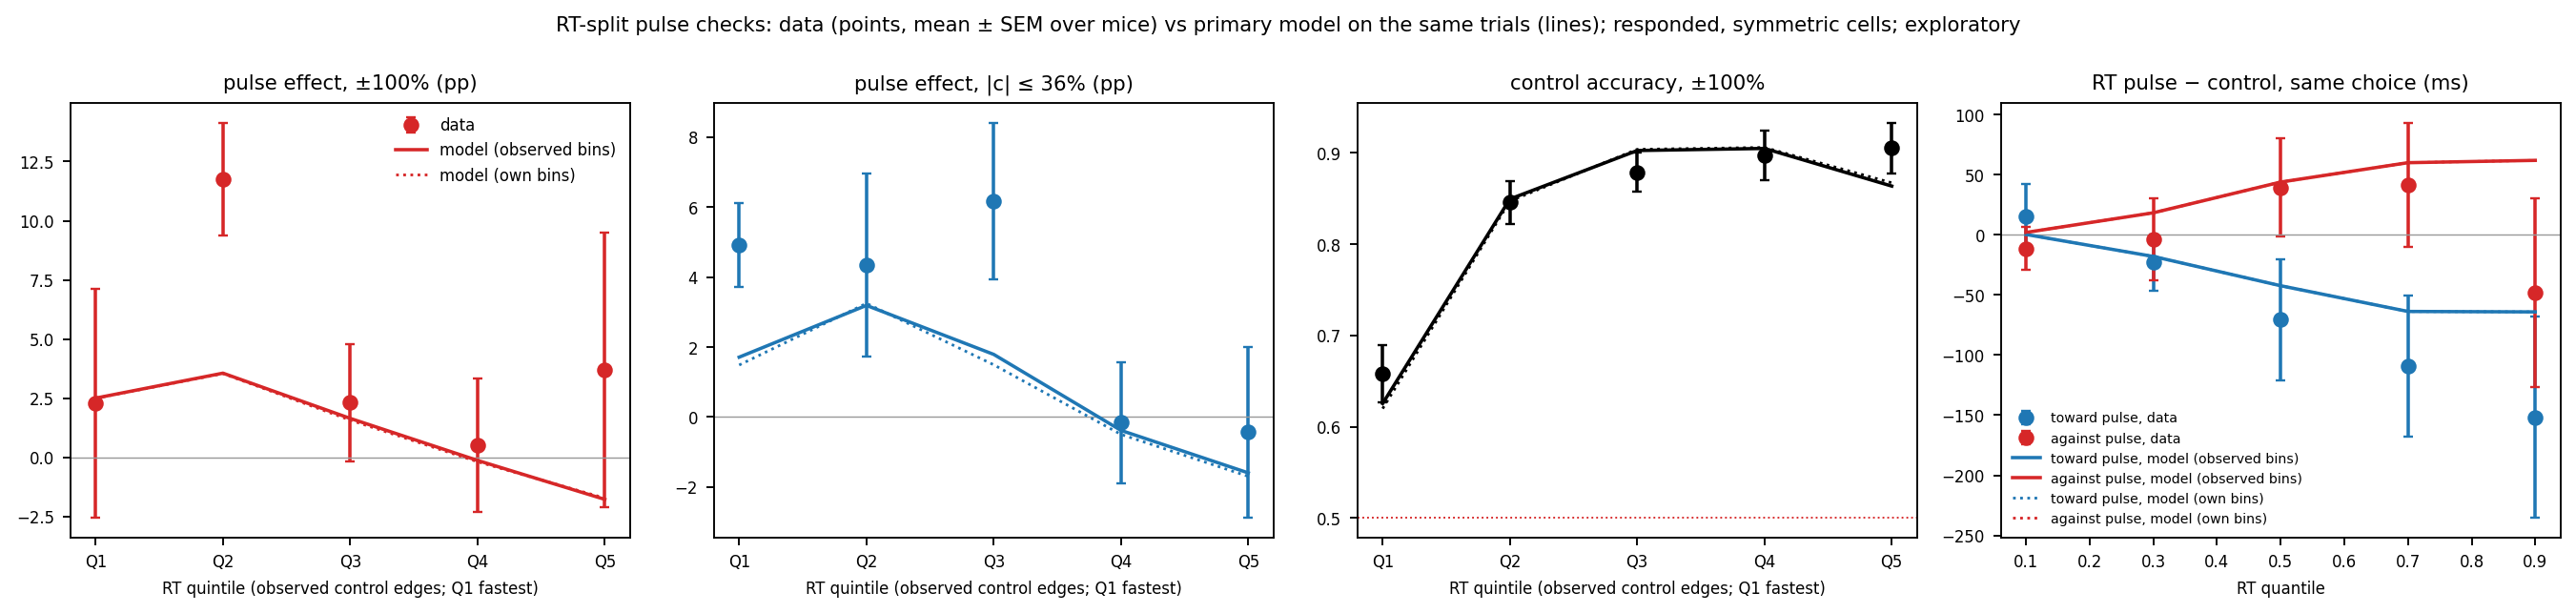 RT-split pulse checks: data (points, mean ± SEM over mice) vs primary model on the same trials (lines); responded, symmetric cells; exploratory
pulse effect, ±100% (pp)
12.5
10.0
7.5
5.0
2.5
0.0
−2.5
data
model (observed bins)
model (own bins)
Q1
Q2
Q3
Q4
Q5
RT quintile (observed control edges; Q1 fastest)
pulse effect, |c| ≤ 36% (pp)
8
6
4
2
0
−2
Q1
Q2
Q3
Q4
Q5
RT quintile (observed control edges; Q1 fastest)
control accuracy, ±100%
0.9
0.8
0.7
0.6
0.5
Q1
Q2
Q3
Q4
Q5
RT quintile (observed control edges; Q1 fastest)
RT pulse − control, same choice (ms)
100
50
0
−50
−100
−150
−200
−250
toward pulse, data
against pulse, data
toward pulse, model (observed bins)
against pulse, model (observed bins)
toward pulse, model (own bins)
against pulse, model (own bins)
0.1
0.2
0.3
0.4
0.5
0.6
0.7
0.8
0.9
RT quantile